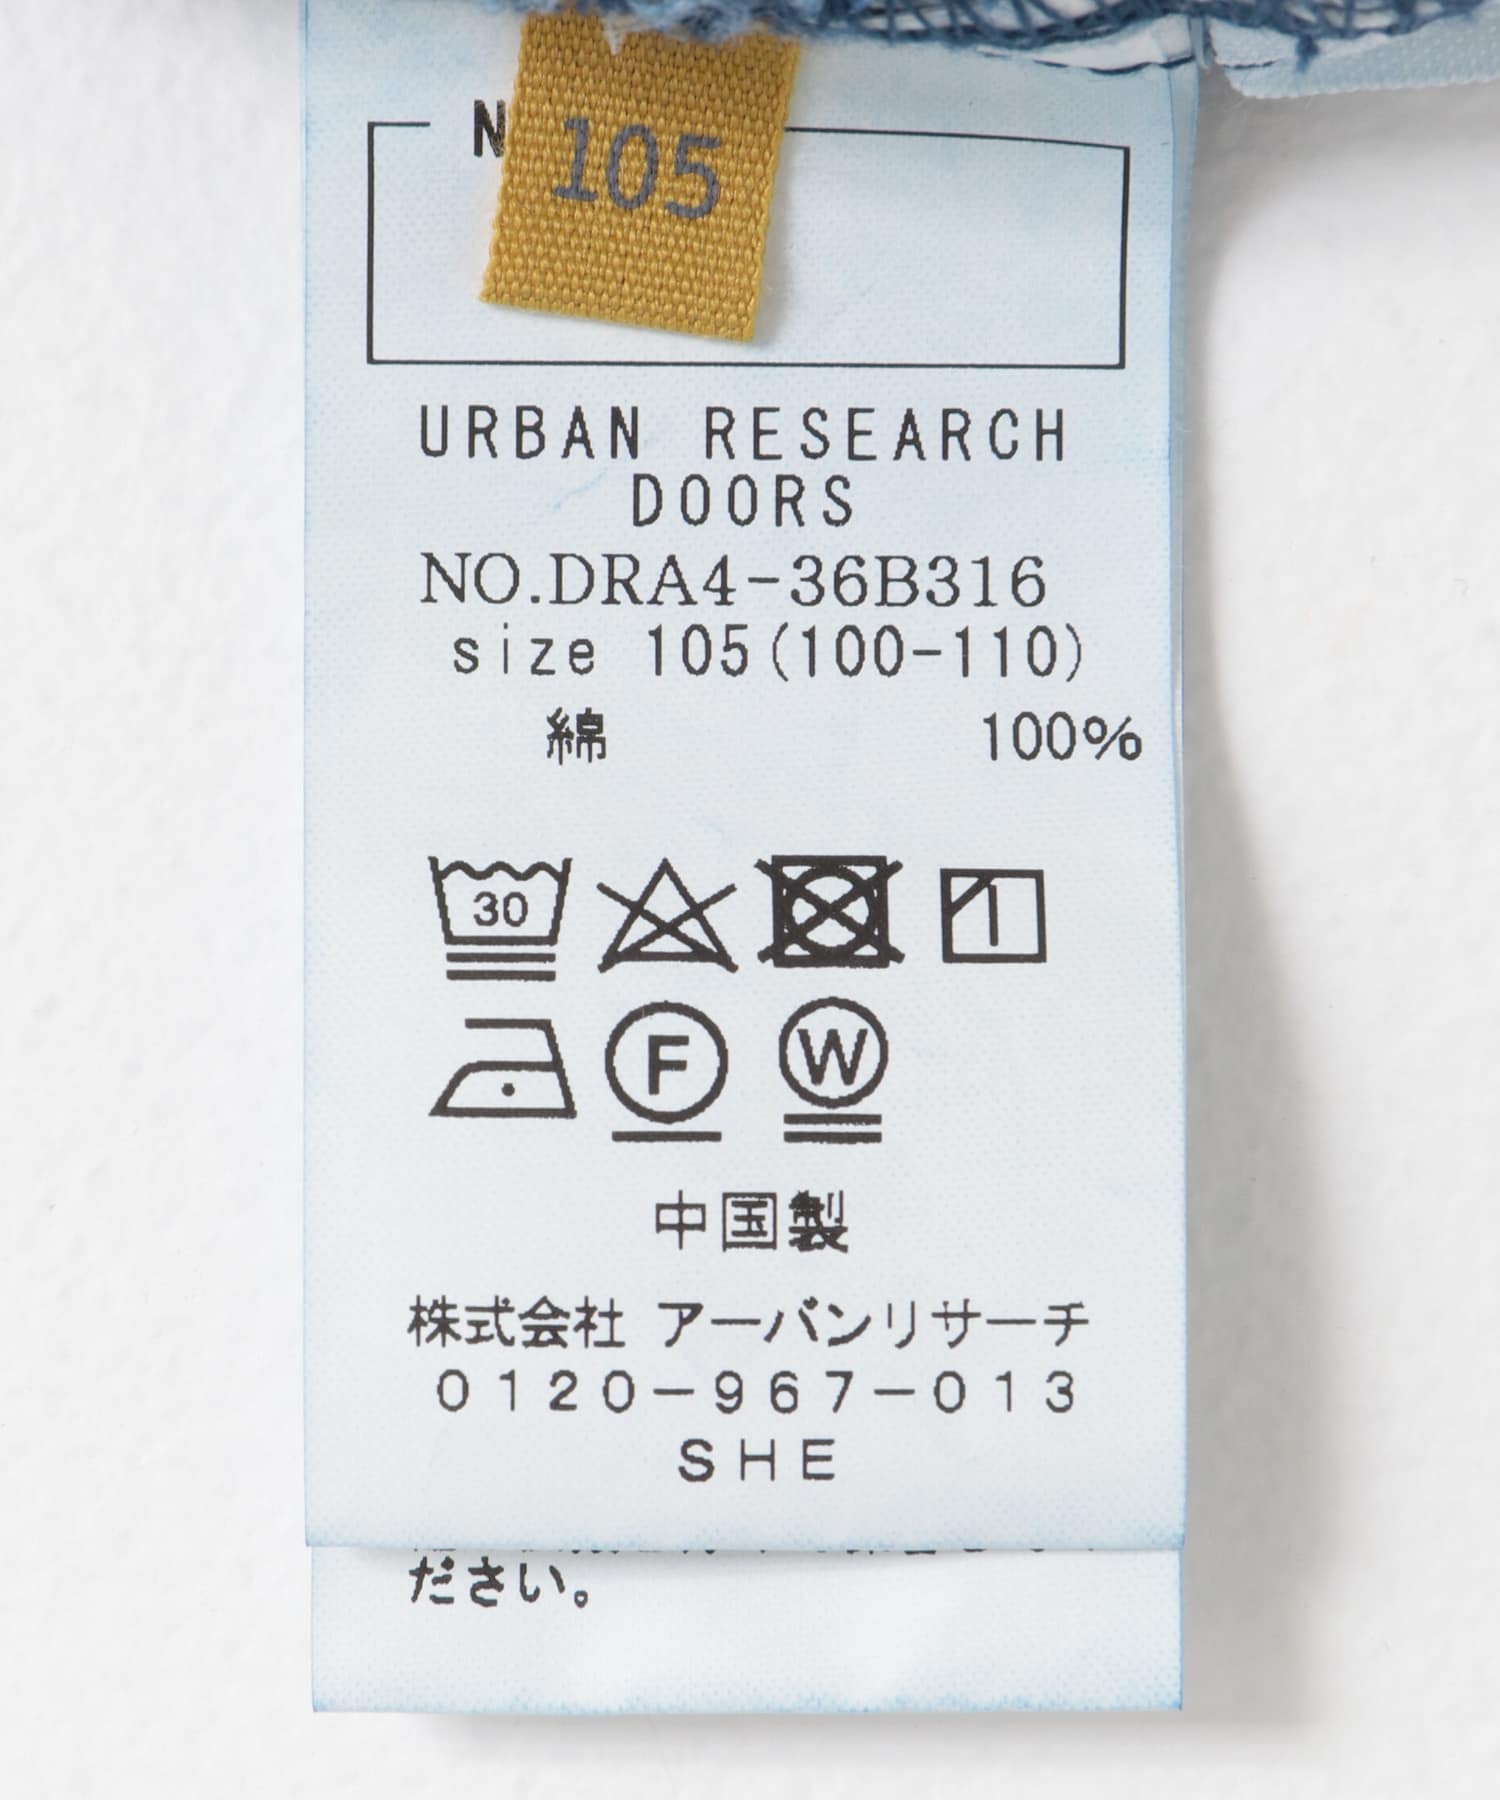 N
105
URBAN RESEARCH
DOORS
NO.DRA4-36B316
size 105(100-110)
綿 100%
30
F W
中国製
株式会社 アーバンリサーチ
0120-967-013
SHE
ださい。